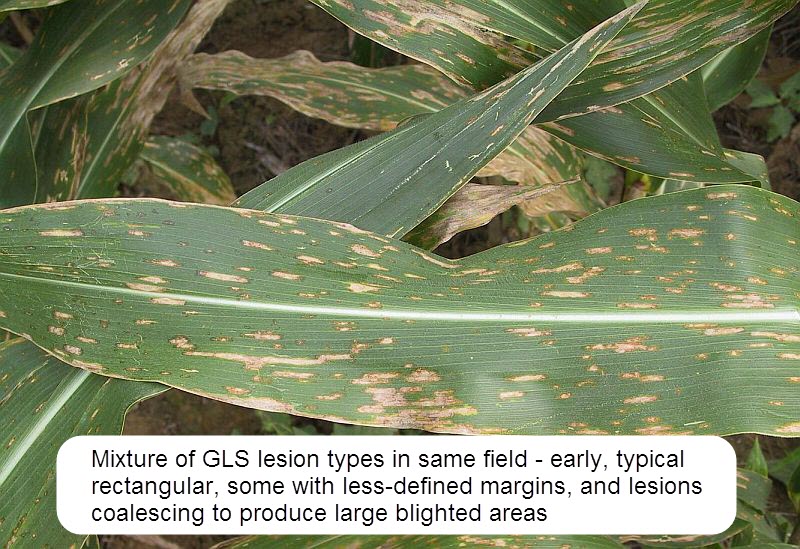 Mixture of GLS lesion types in same field - early, typical
rectangular, some with less-defined margins, and lesions
coalescing to produce large blighted areas